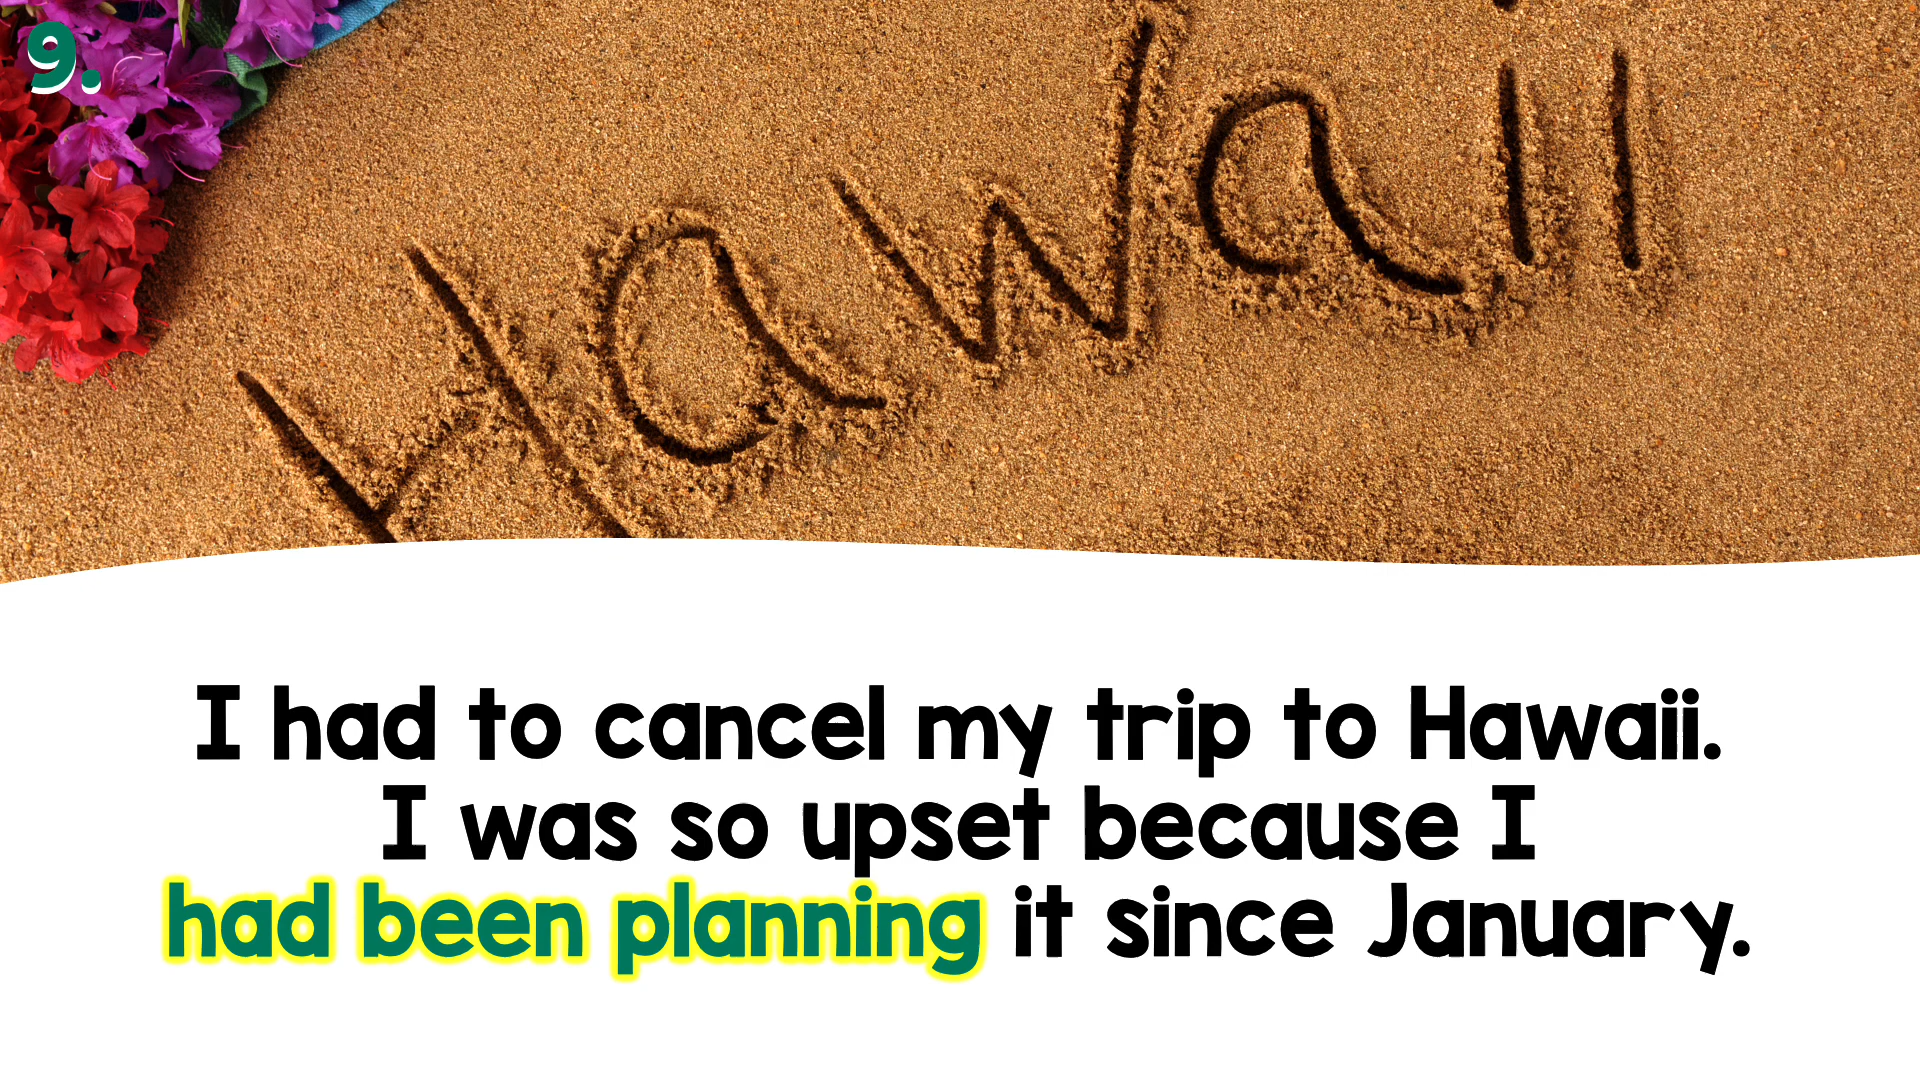 9.
Hawaii
I had to cancel my trip to Hawaii.
I was so upset because I
had been planning it since January.